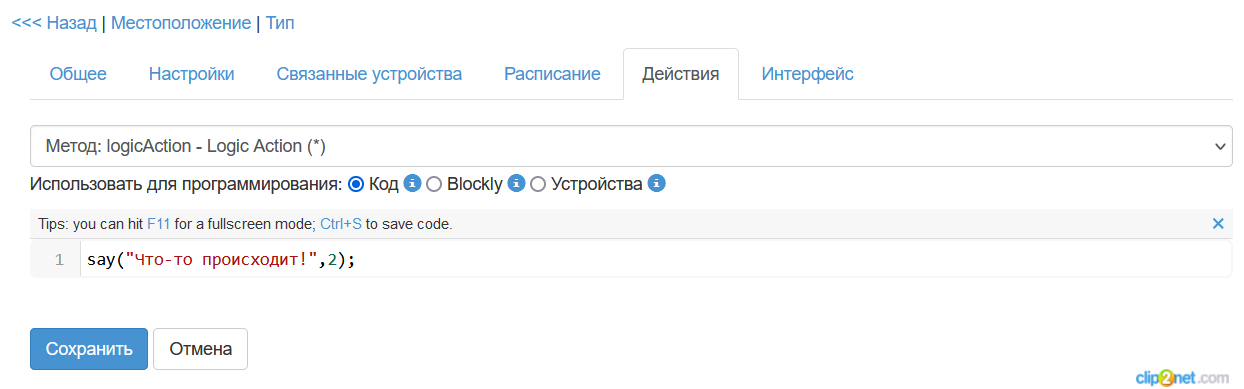 <<< Назад | Местоположение | Тип
Общее Настройки Связанные устройства Расписание Действия Интерфейс
Метод: logicAction - Logic Action (*)
Использовать для программирования: Код Blockly Устройства
Tips: you can hit F11 for a fullscreen mode; Ctrl+S to save code. ×
1 say("Что-то происходит!",2);
Сохранить Отмена
clip2net.com